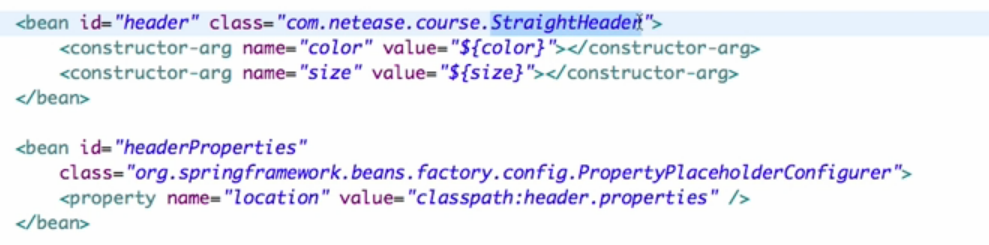 <bean id="header" class="com.netease.course.StraightHeader">
<constructor-arg name="color" value="${color}"></constructor-arg>
<constructor-arg name="size" value="${size}"></constructor-arg>
</bean>
<bean id="headerProperties"
class="org.springframework.beans.factory.config.PropertyPlaceholderConfigurer">
<property name="location" value="classpath:header.properties" />
</bean>